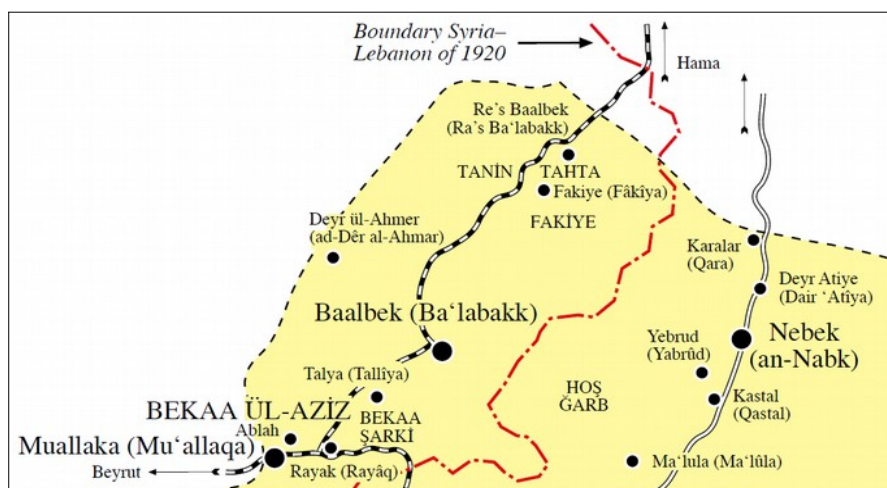 Boundary Syria–
Lebanon of 1920
Hama
Re's Baalbek
(Ra's Ba‘labakk)
TANİN
TAHTA
Fakiye (Fâkîya)
FAKİYE
Deyr ül-Ahmer
(ad-Dêr al-Ahmar)
Karalar
(Qara)
Deyr Atiye
(Dair ‘Atîya)
Baalbek (Ba‘labakk)
Nebek
(an-Nabk)
Yebrud
(Yabrûd)
Talya (Tallîya)
HOŞ
ĞARB
Kastal
(Qastal)
BEKAA ÜL-AZIZ
BEKAA
ŞARKİ
Ablah
Muallaka (Mu‘allaqa)
Beyrut
Rayak (Rayâq)
Ma‘lula (Ma‘lûla)